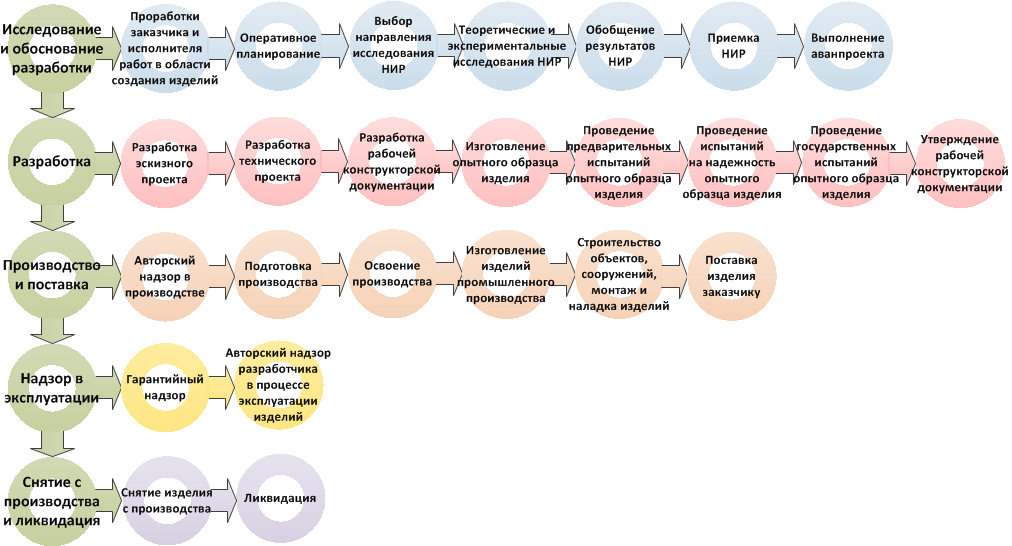 Исследование
и обоснование
разработки
Проработки
заказчика и
исполнителя
работ в области
создания изделий
Оперативное
планирование
Выбор
направления
исследования
НИР
Теоретические и
экспериментальные
исследования НИР
Обобщение
результатов
НИР
Приемка
НИР
Выполнение
аванпроекта
Разработка
Разработка
эскизного
проекта
Разработка
технического
проекта
Разработка
рабочей
конструкторской
документации
Изготовление
опытного образца
изделия
Проведение
предварительных
испытаний
опытного образца
изделия
Проведение
испытаний
на надежность
опытного
образца изделия
Проведение
государственных
испытаний
опытного образца
изделия
Утверждение
рабочей
конструкторской
документации
Производство
и поставка
Авторский
надзор в
производстве
Подготовка
производства
Освоение
производства
Изготовление
изделий
промышленного
производства
Строительство
объектов,
сооружений,
монтаж и
наладка изделий
Поставка
изделия
заказчику
Надзор в
эксплуатации
Гарантийный
надзор
Авторский надзор
разработчика
в процессе
эксплуатации
изделий
Снятие с
производства
и ликвидация
Снятие изделия
с производства
Ликвидация